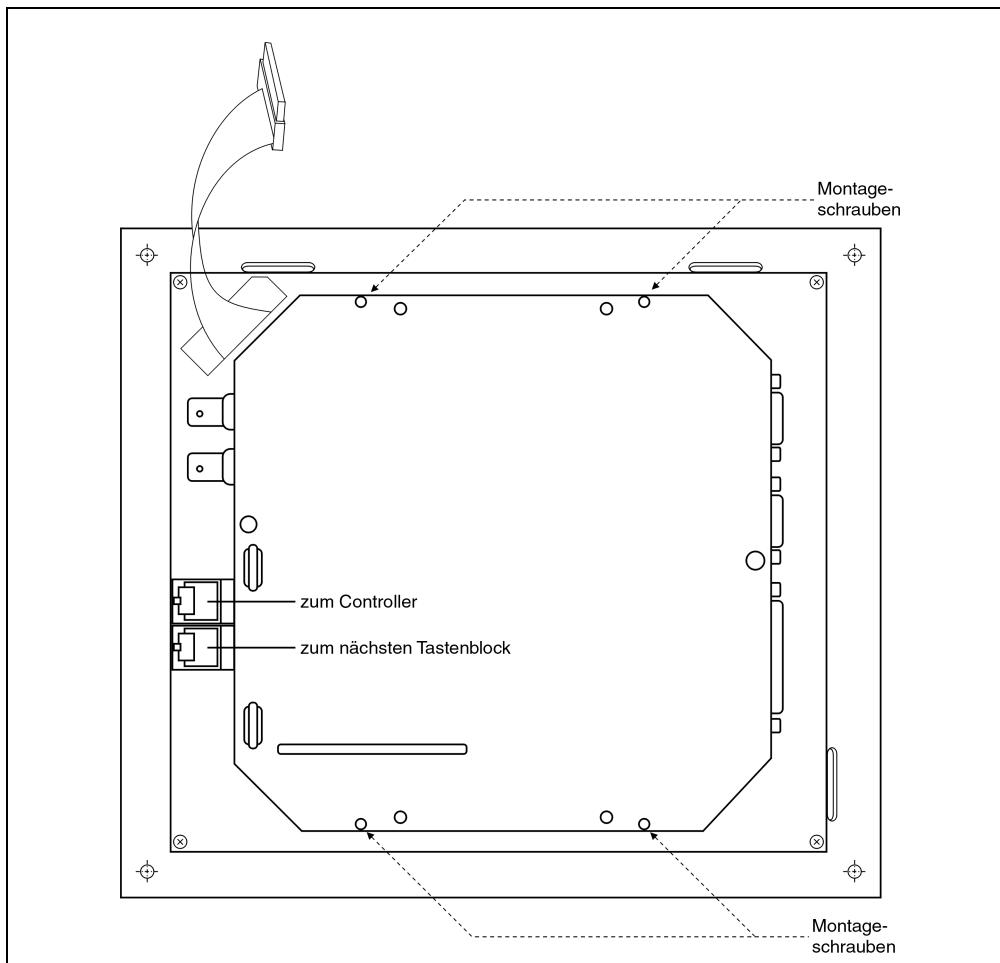 Montage-
schrauben
zum Controller
zum nächsten Tastenblock
Montage-
schrauben